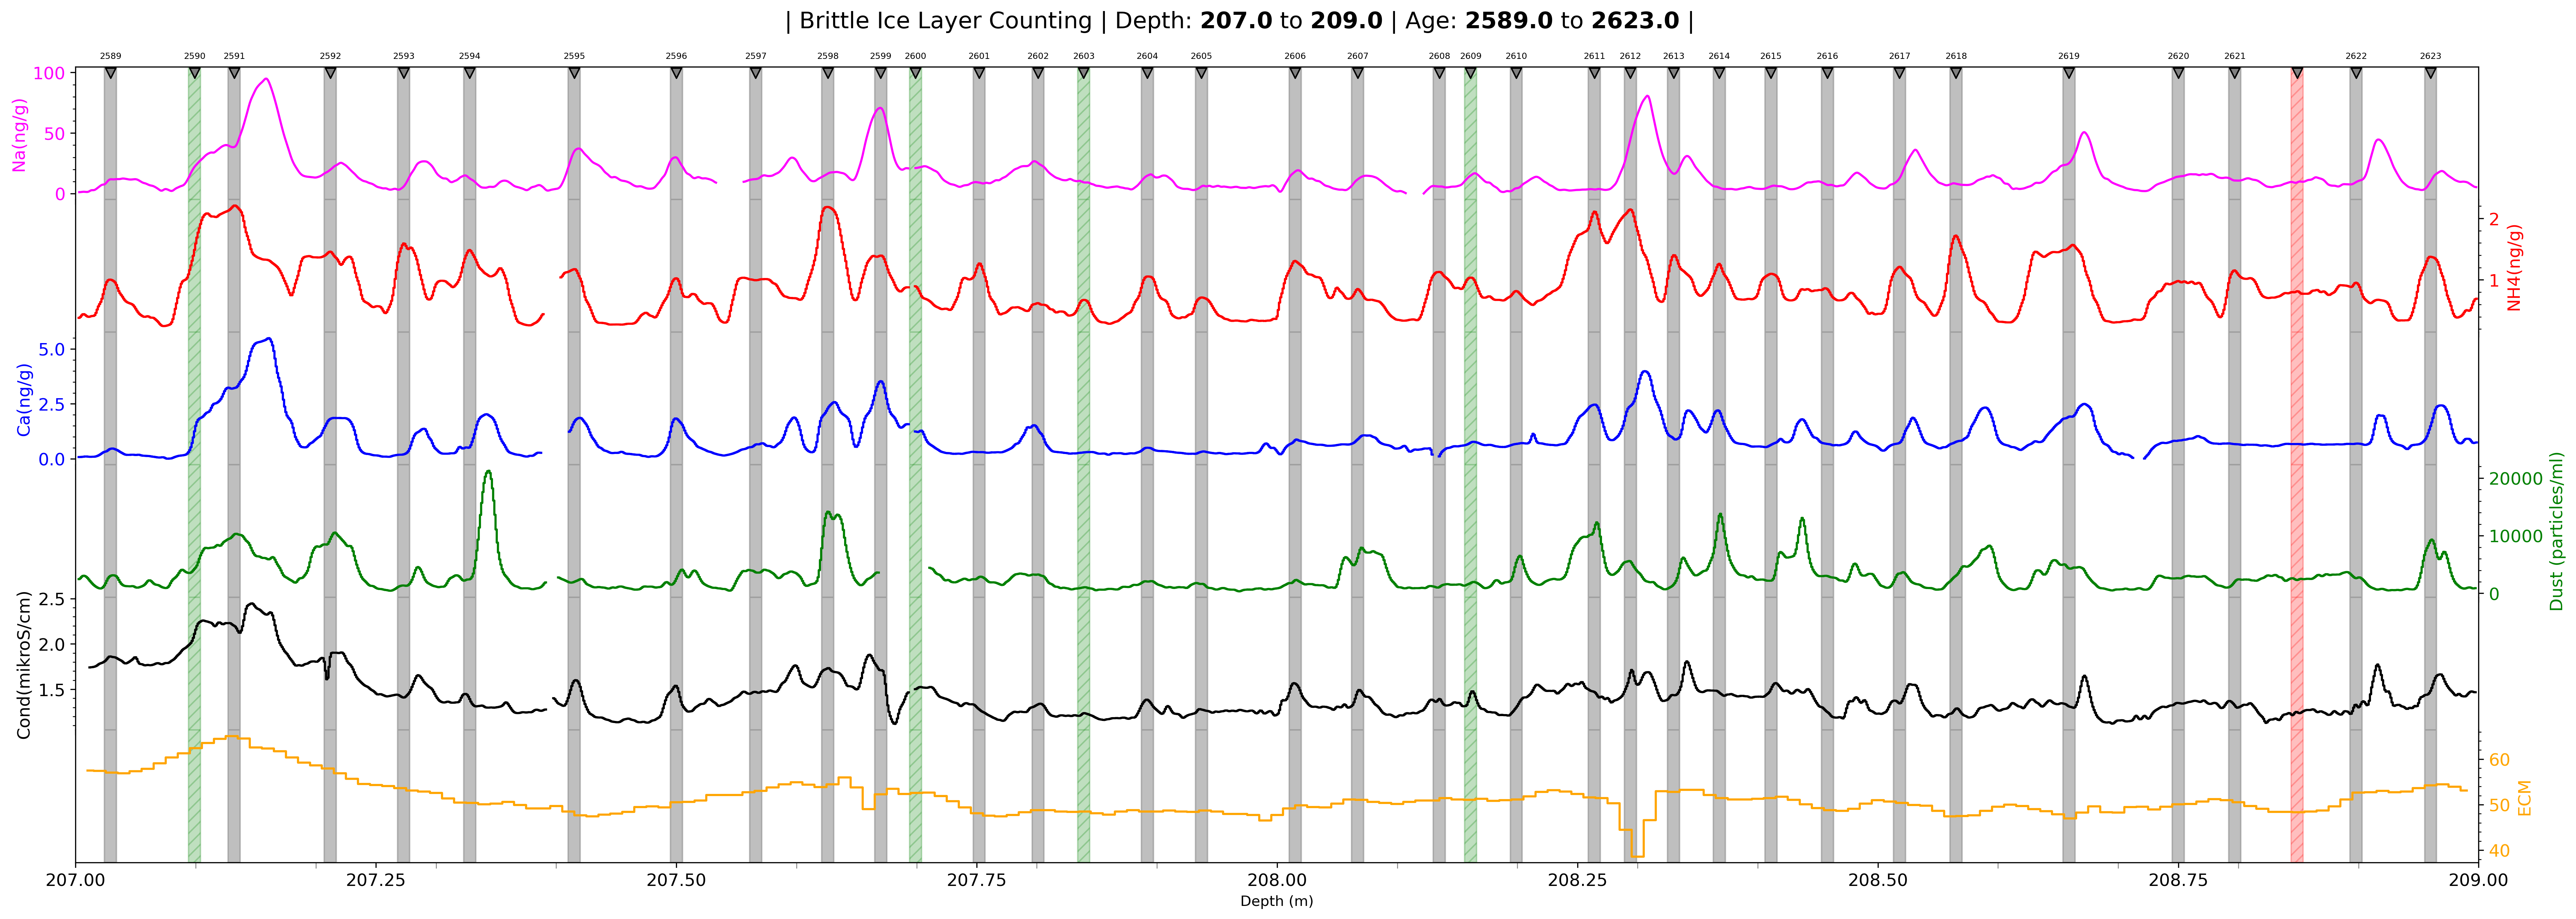 | Brittle Ice Layer Counting | Depth: 207.0 to 209.0 | Age: 2589.0 to 2623.0 |
2589 2590 2591 2592 2593 2594 2595 2596 2597 2598 2599 2600 2601 2602 2603 2604 2605 2606 2607 2608 2609 2610 2611 2612 2613 2614 2615 2616 2617 2618 2619 2620 2621 2622 2623
Na(ng/g)
100
50
0
NH4(ng/g)
2
1
Ca(ng/g)
5.0
2.5
0.0
Dust (particles/ml)
20000
10000
0
Cond(mikroS/cm)
2.5
2.0
1.5
ECM
60
50
40
207.00 207.25 207.50 207.75 208.00 208.25 208.50 208.75 209.00
Depth (m)